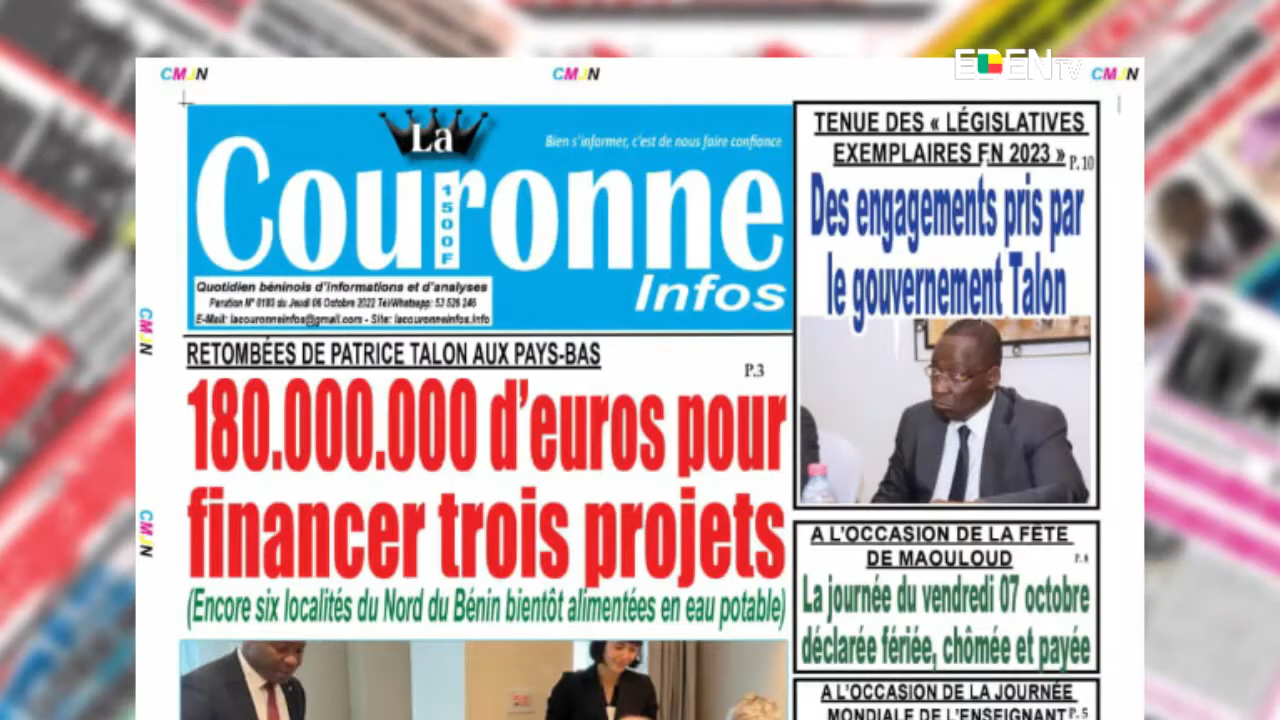 EDEN TV
CMJN
CMJN
CMJN
La
Couronne
Infos
1500F
Bien s'informer, c'est de nous faire confiance
Quotidien béninois d'informations et d'analyses
Parution N° 0180 du Jeudi 06 Octobre 2022 Tél/Whatsapp: 53 526 246
E-Mail: lacouronneinfos@gmail.com - Site: lacouronneinfos.info
CMJN
CMJN
RETOMBÉES DE PATRICE TALON AUX PAYS-BAS
P.3
180.000.000 d'euros pour
financer trois projets
(Encore six localités du Nord du Bénin bientôt alimentées en eau potable)
TENUE DES « LÉGISLATIVES
EXEMPLAIRES EN 2023 » P.10
Des engagements pris par
le gouvernement Talon
A L'OCCASION DE LA FÊTE
DE MAOULOUD P. 8
La journée du vendredi 07 octobre
déclarée fériée, chômée et payée
A L'OCCASION DE LA JOURNÉE
MONDIALE DE L'ENSEIGNANT P. 5